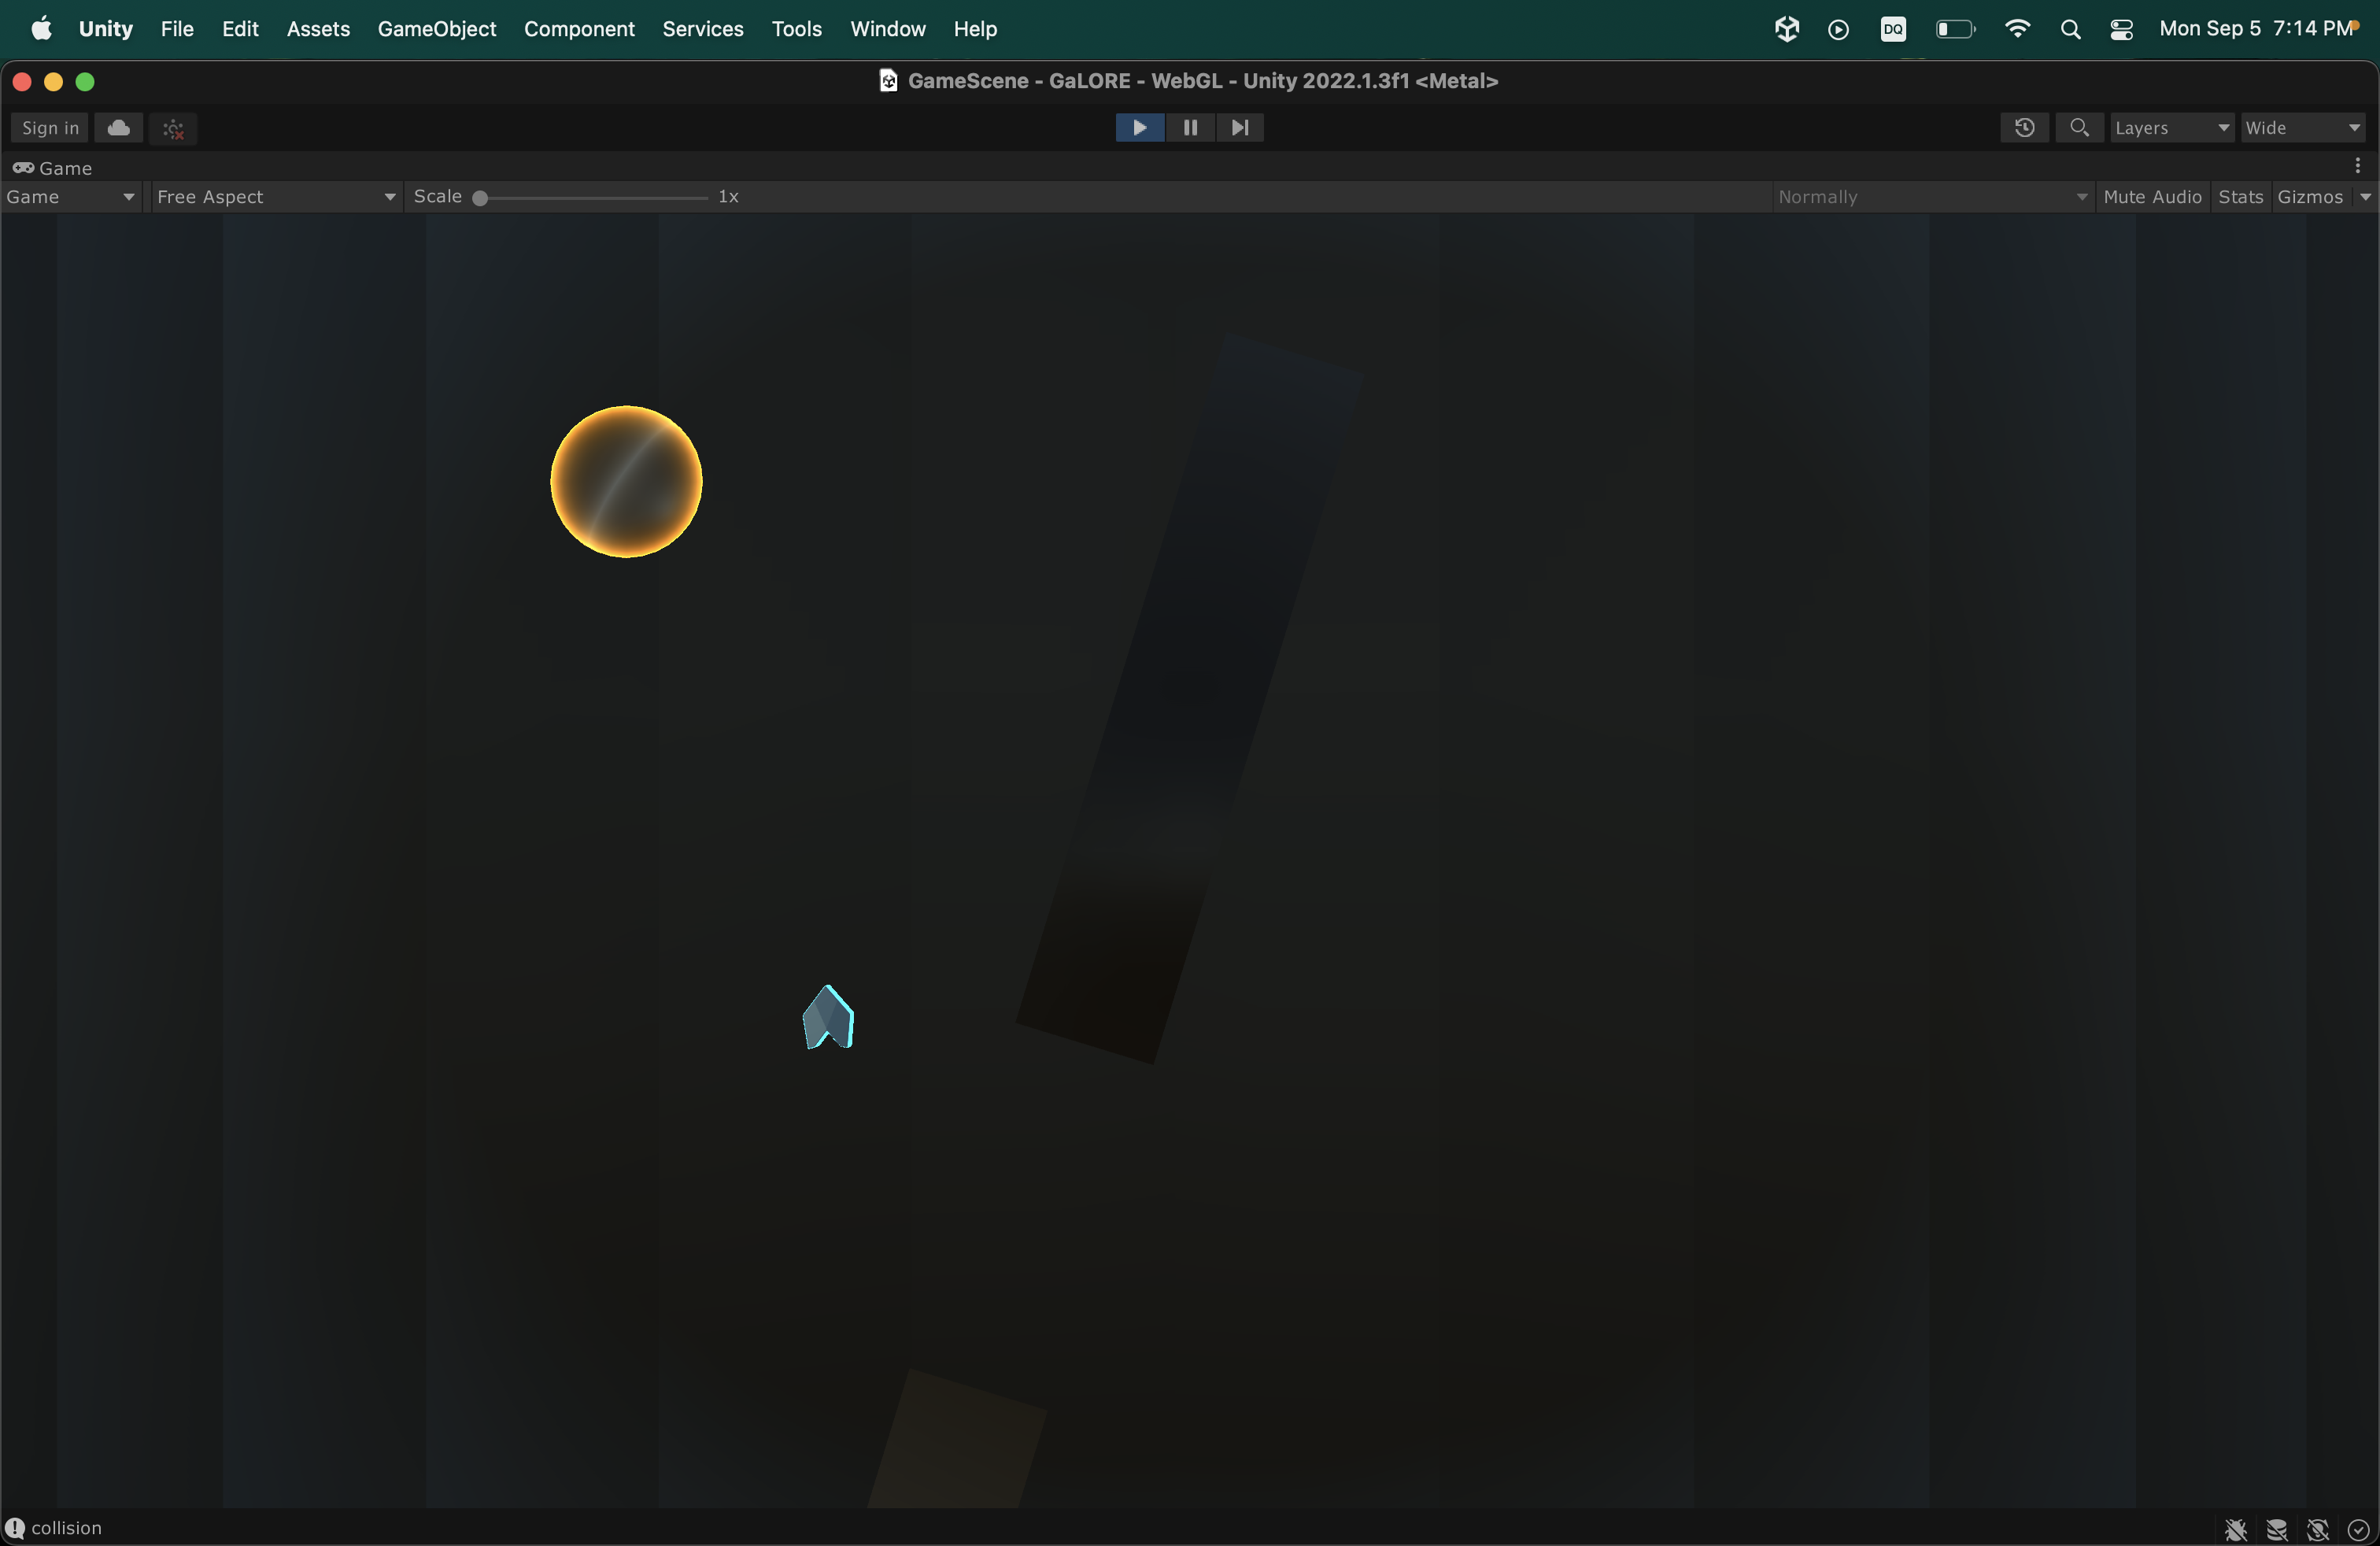 Unity File Edit Assets GameObject Component Services Tools Window Help DQ Mon Sep 5 7:14 PM
GameScene - GaLORE - WebGL - Unity 2022.1.3f1 <Metal>
Sign in Layers Wide
Game
Game Free Aspect Scale 1x Normally Mute Audio Stats Gizmos
collision